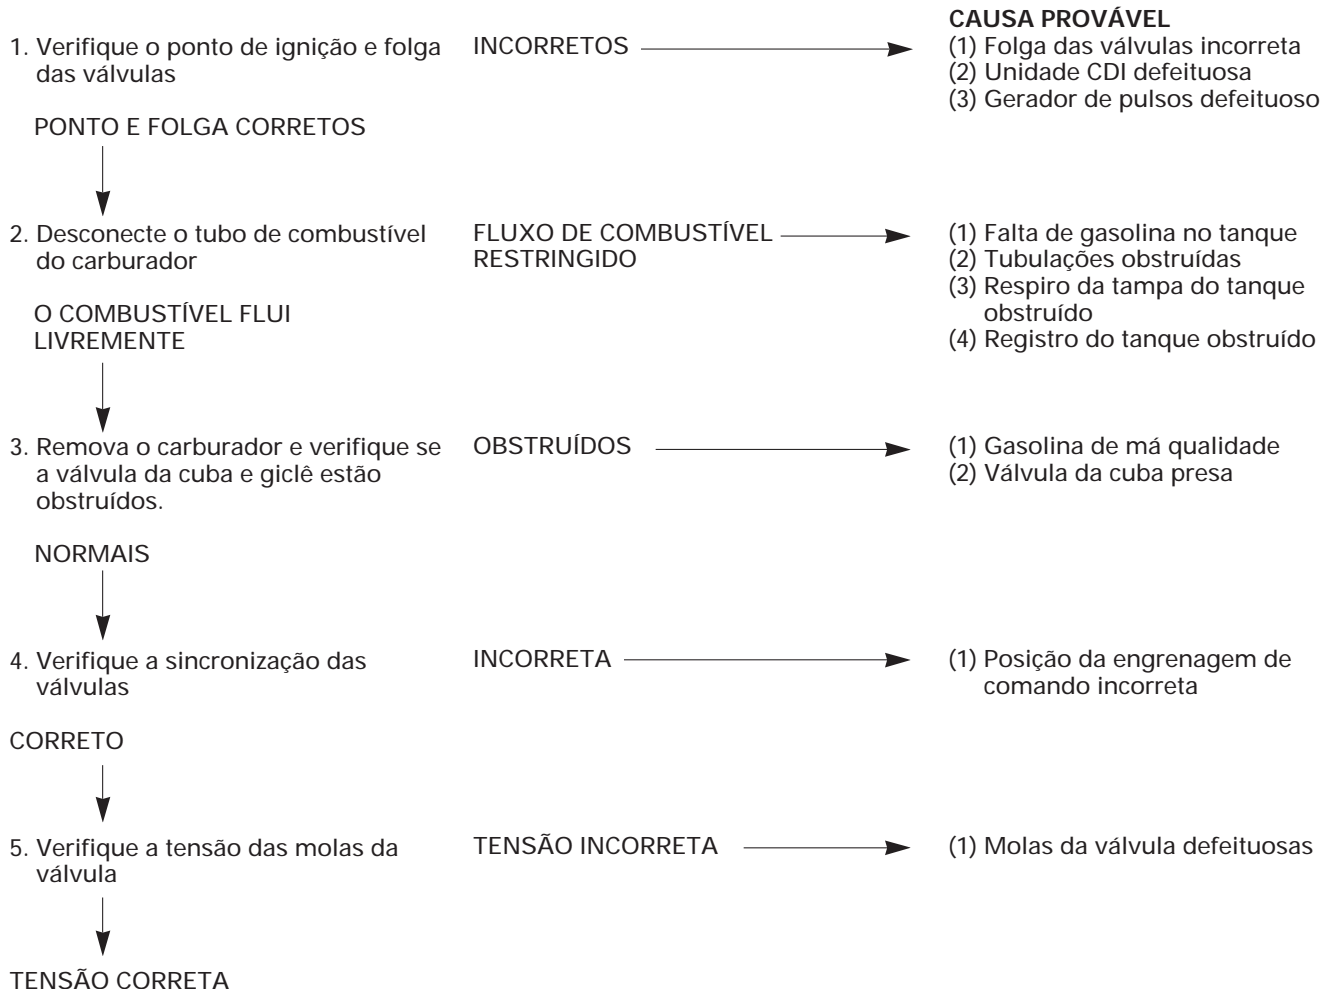 CAUSA PROVÁVEL
1. Verifique o ponto de ignição e folga
das válvulas
INCORRETOS
(1) Folga das válvulas incorreta
(2) Unidade CDI defeituosa
(3) Gerador de pulsos defeituoso
PONTO E FOLGA CORRETOS
2. Desconecte o tubo de combustível
do carburador
FLUXO DE COMBUSTÍVEL
RESTRINGIDO
(1) Falta de gasolina no tanque
(2) Tubulações obstruídas
(3) Respiro da tampa do tanque
obstruído
(4) Registro do tanque obstruído
O COMBUSTÍVEL FLUI
LIVREMENTE
3. Remova o carburador e verifique se
a válvula da cuba e giclê estão
obstruídos.
OBSTRUÍDOS
(1) Gasolina de má qualidade
(2) Válvula da cuba presa
NORMAIS
4. Verifique a sincronização das
válvulas
INCORRETA
(1) Posição da engrenagem de
comando incorreta
CORRETO
5. Verifique a tensão das molas da
válvula
TENSÃO INCORRETA
(1) Molas da válvula defeituosas
TENSÃO CORRETA